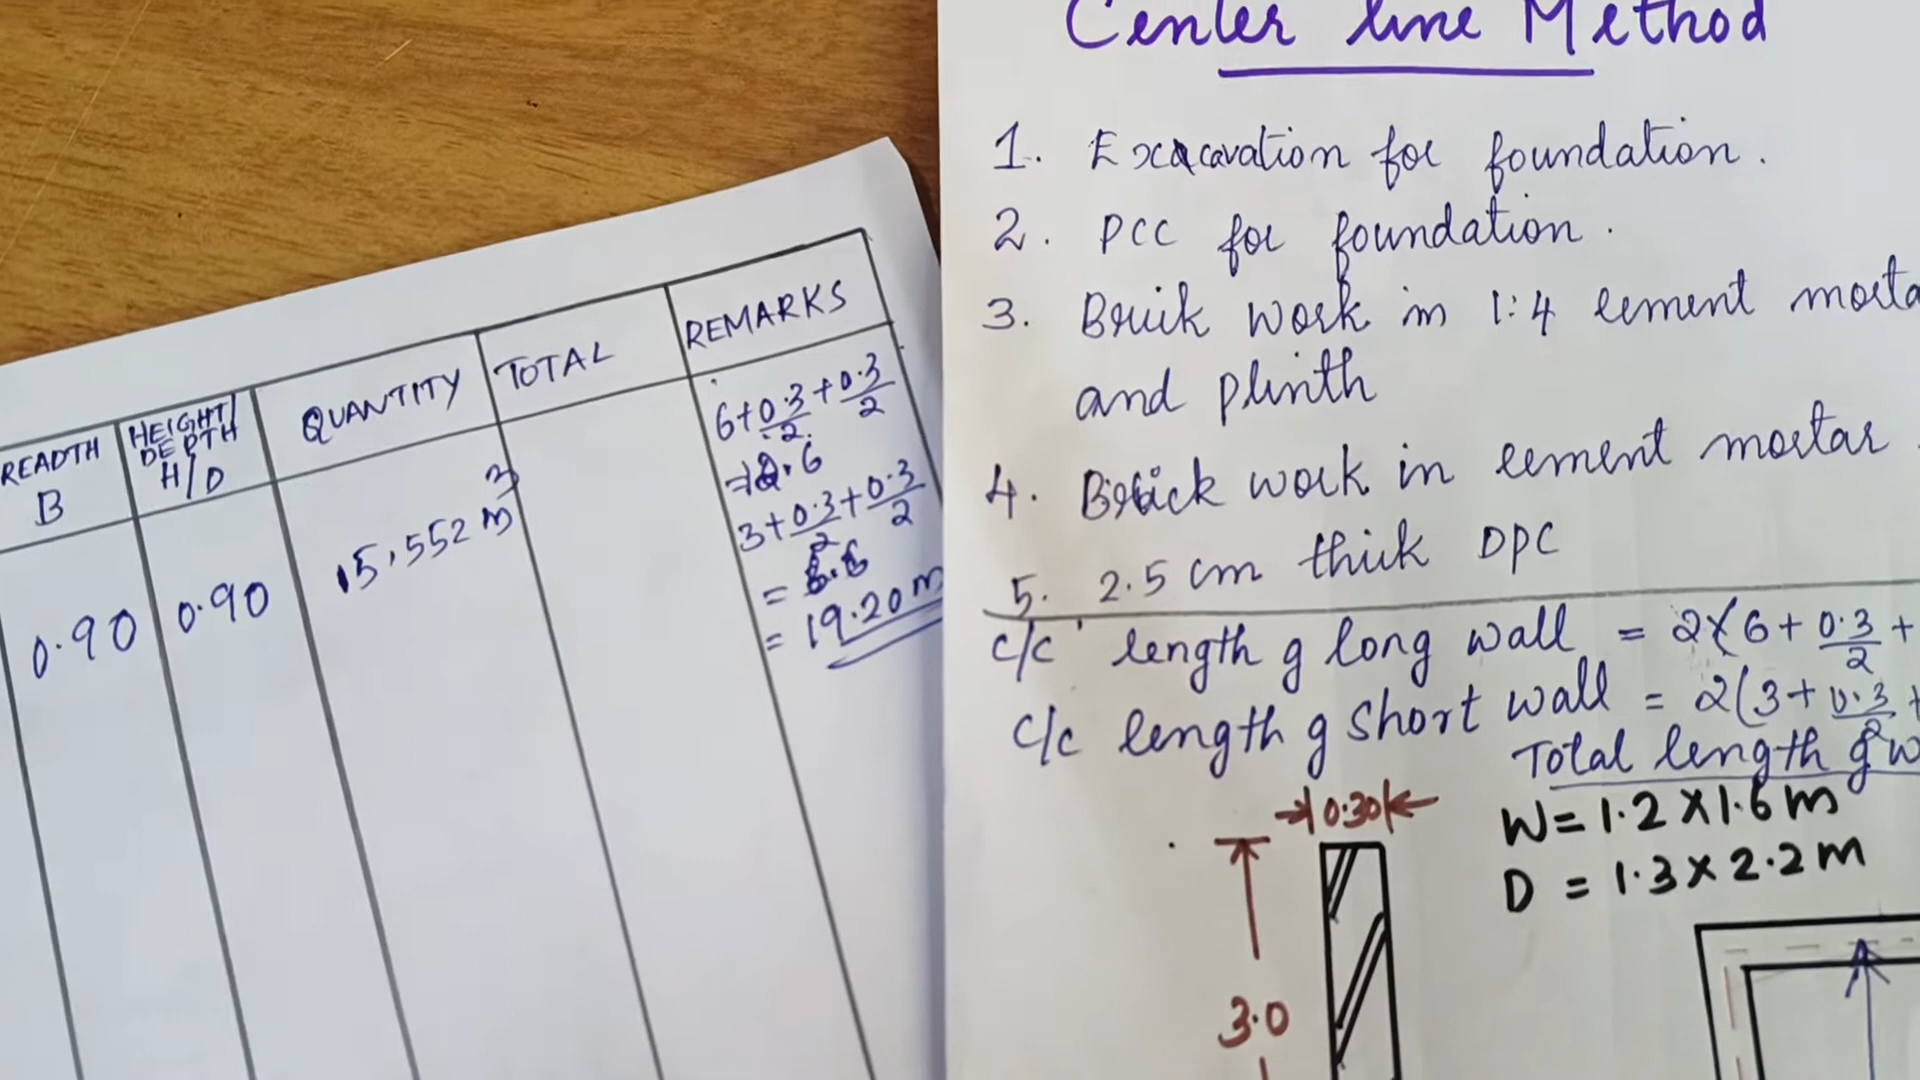 READTH
B
HEIGHT/
DEPTH
H/D
QUANTITY
TOTAL
REMARKS
0.90
0.90
15.552 m3
6+0.3/2+0.3/2
3+0.3/2+0.3/2
= 6.6
= 19.20 m
Center line Method
1. Excavation for foundation.
2. PCC for foundation.
3. Brick work in 1:4 cement morta
and plinth
4. Brick work in cement mortar
5. 2.5 cm thick DPC
c/c length g long wall = 2(6+0.3/2+
c/c length g short wall = 2(3+0.3/2+
Total length g w
W = 1.2 x 1.6 m
D = 1.3 x 2.2 m
0.30
3.0